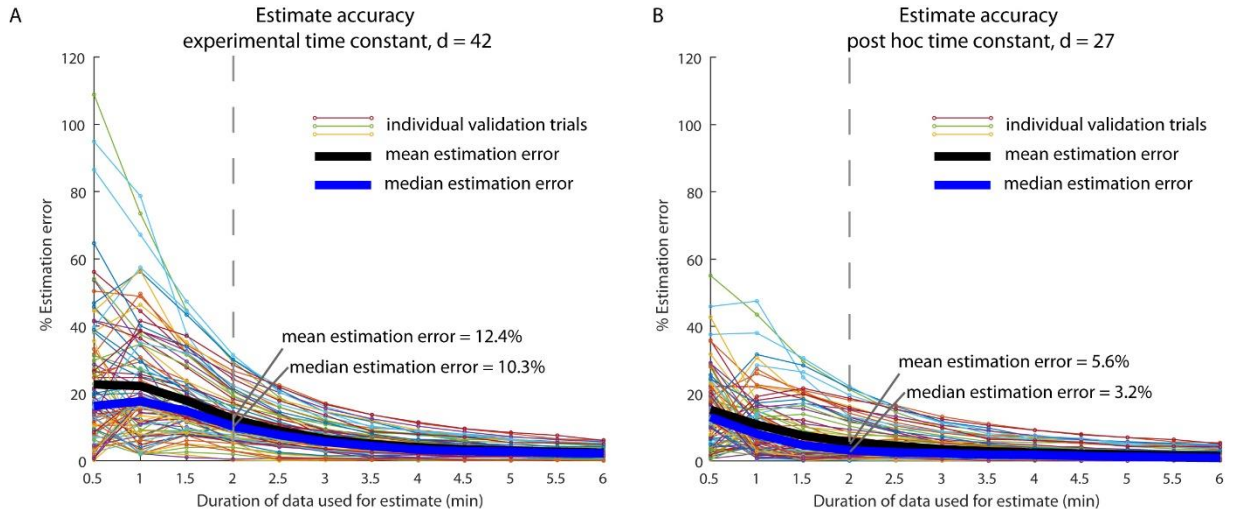 A
Estimate accuracy
experimental time constant, d = 42
120
100
80
60
40
20
0
% Estimation error
individual validation trials
mean estimation error
median estimation error
mean estimation error = 12.4%
median estimation error = 10.3%
0.5 1 1.5 2 2.5 3 3.5 4 4.5 5 5.5 6
Duration of data used for estimate (min)
B
Estimate accuracy
post hoc time constant, d = 27
120
100
80
60
40
20
0
% Estimation error
individual validation trials
mean estimation error
median estimation error
mean estimation error = 5.6%
median estimation error = 3.2%
0.5 1 1.5 2 2.5 3 3.5 4 4.5 5 5.5 6
Duration of data used for estimate (min)